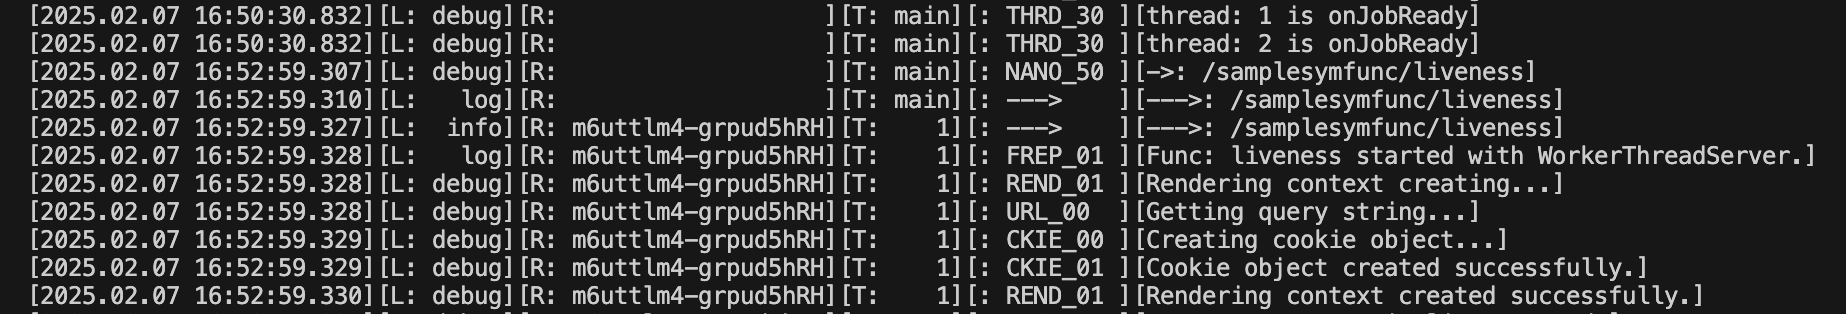 [2025.02.07 16:50:30.832][L: debug][R:                   ][T: main][: THRD_30 ][thread: 1 is onJobReady]
[2025.02.07 16:50:30.832][L: debug][R:                   ][T: main][: THRD_30 ][thread: 2 is onJobReady]
[2025.02.07 16:52:59.307][L: debug][R:                   ][T: main][: NANO_50 ][->: /samplesymfunc/liveness]
[2025.02.07 16:52:59.310][L:   log][R:                   ][T: main][: --->    ][--->: /samplesymfunc/liveness]
[2025.02.07 16:52:59.327][L:  info][R: m6uttlm4-grpud5hRH][T:    1][: --->    ][--->: /samplesymfunc/liveness]
[2025.02.07 16:52:59.328][L:   log][R: m6uttlm4-grpud5hRH][T:    1][: FREP_01 ][Func: liveness started with WorkerThreadServer.]
[2025.02.07 16:52:59.328][L: debug][R: m6uttlm4-grpud5hRH][T:    1][: REND_01 ][Rendering context creating...]
[2025.02.07 16:52:59.328][L: debug][R: m6uttlm4-grpud5hRH][T:    1][: URL_00  ][Getting query string...]
[2025.02.07 16:52:59.329][L: debug][R: m6uttlm4-grpud5hRH][T:    1][: CKIE_00 ][Creating cookie object...]
[2025.02.07 16:52:59.329][L: debug][R: m6uttlm4-grpud5hRH][T:    1][: CKIE_01 ][Cookie object created successfully.]
[2025.02.07 16:52:59.330][L: debug][R: m6uttlm4-grpud5hRH][T:    1][: REND_01 ][Rendering context created successfully.]